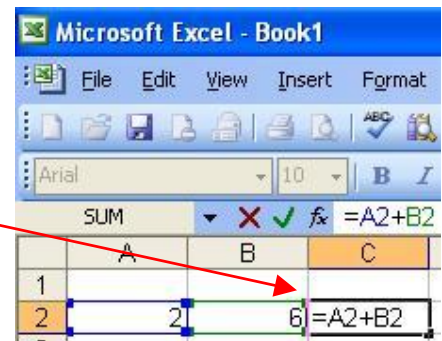 Microsoft Excel - Book1
File Edit View Insert Format
ABC
Arial 10 B I
SUM fx =A2+B2
A B C
1
2 2 6 =A2+B2